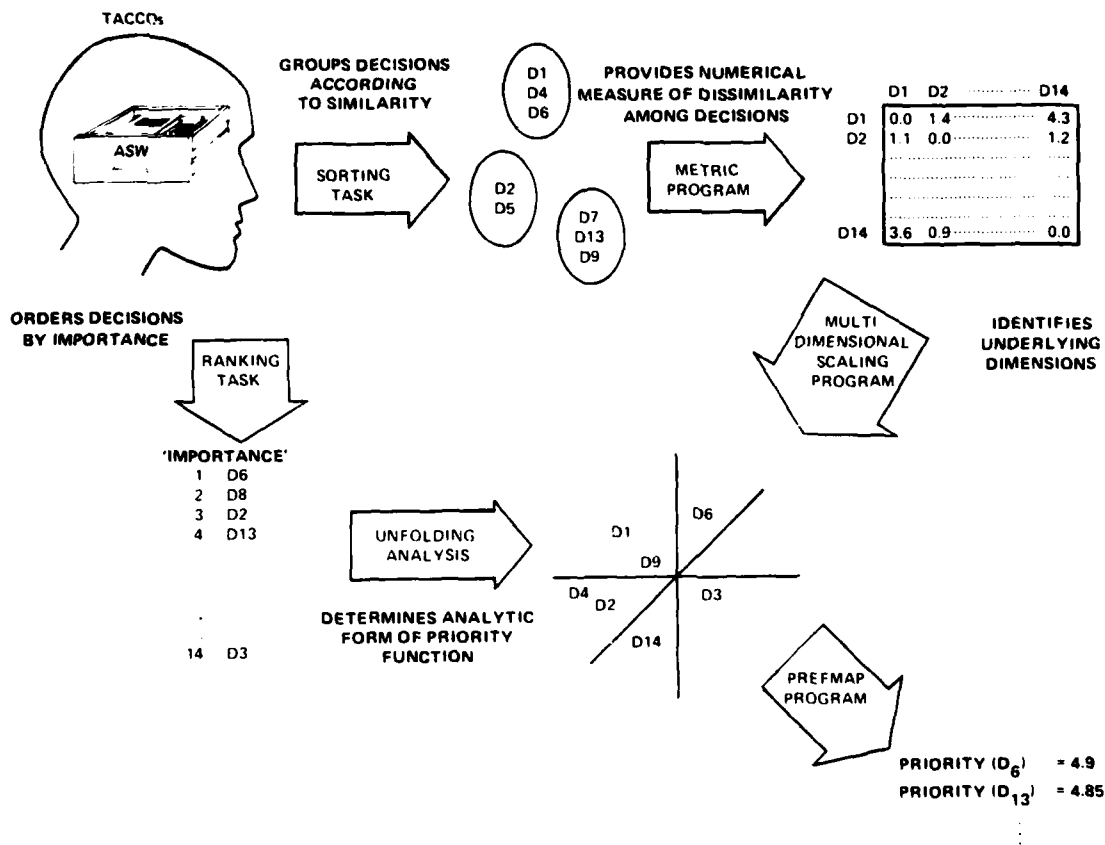 TACCOs
ASW
GROUPS DECISIONS
ACCORDING
TO SIMILARITY
SORTING
TASK
D1
D4
D6
D2
D5
D7
D13
D9
PROVIDES NUMERICAL
MEASURE OF DISSIMILARITY
AMONG DECISIONS
METRIC
PROGRAM
D1 D2 ............ D14
D1 0.0 1.4 4.3
D2 1.1 0.0 ............ 1.2
D14 3.6 0.9 ............ 0.0
ORDERS DECISIONS
BY IMPORTANCE
RANKING
TASK
MULTI
DIMENSIONAL
SCALING
PROGRAM
IDENTIFIES
UNDERLYING
DIMENSIONS
'IMPORTANCE'
1 D6
2 D8
3 D2
4 D13
14 D3
UNFOLDING
ANALYSIS
DETERMINES ANALYTIC
FORM OF PRIORITY
FUNCTION
D6
D1
D9
D4
D2
D3
D14
PREFMAP
PROGRAM
PRIORITY (D6) = 4.9
PRIORITY (D13) = 4.85